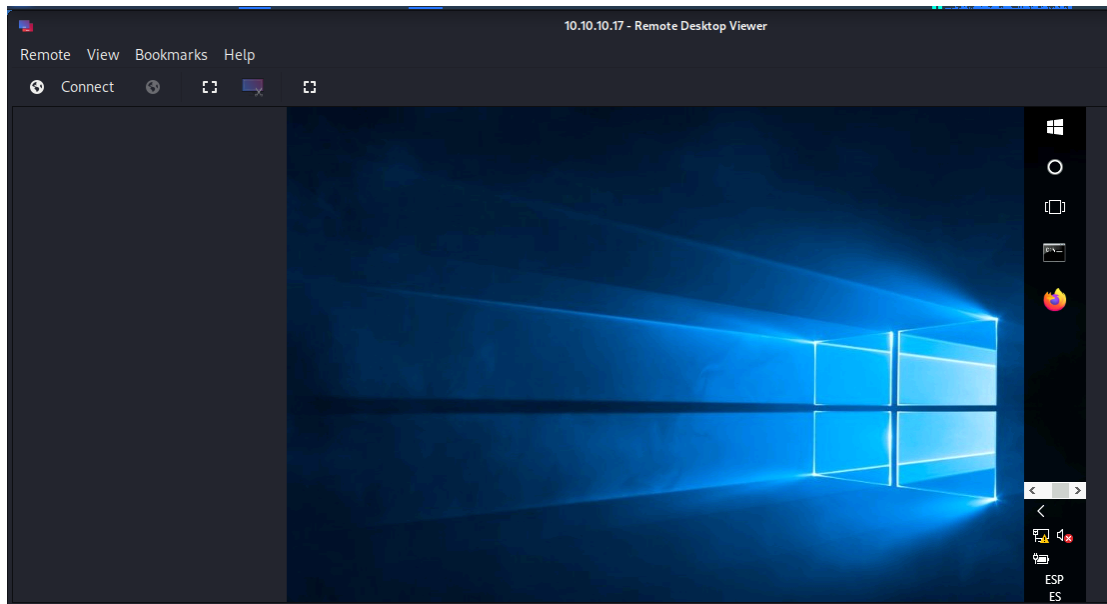 10.10.10.17 - Remote Desktop Viewer
Remote View Bookmarks Help
Connect
ESP
ES